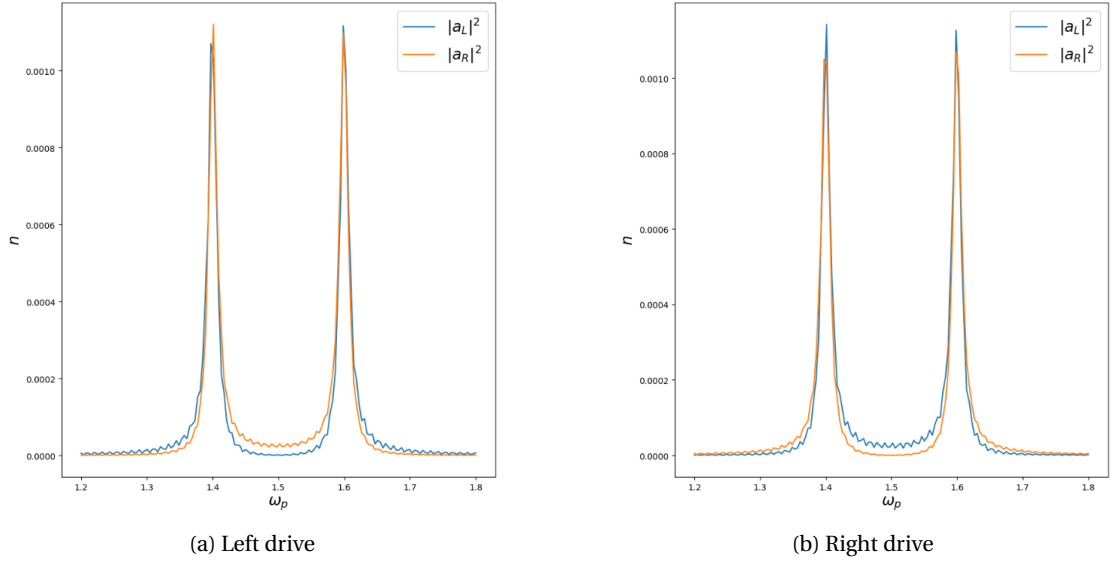 |a_L|^2
|a_R|^2
0.0010
0.0008
0.0006
0.0004
0.0002
0.0000
n
1.2 1.3 1.4 1.5 1.6 1.7 1.8
ω_p
(a) Left drive
|a_L|^2
|a_R|^2
0.0010
0.0008
0.0006
0.0004
0.0002
0.0000
n
1.2 1.3 1.4 1.5 1.6 1.7 1.8
ω_p
(b) Right drive